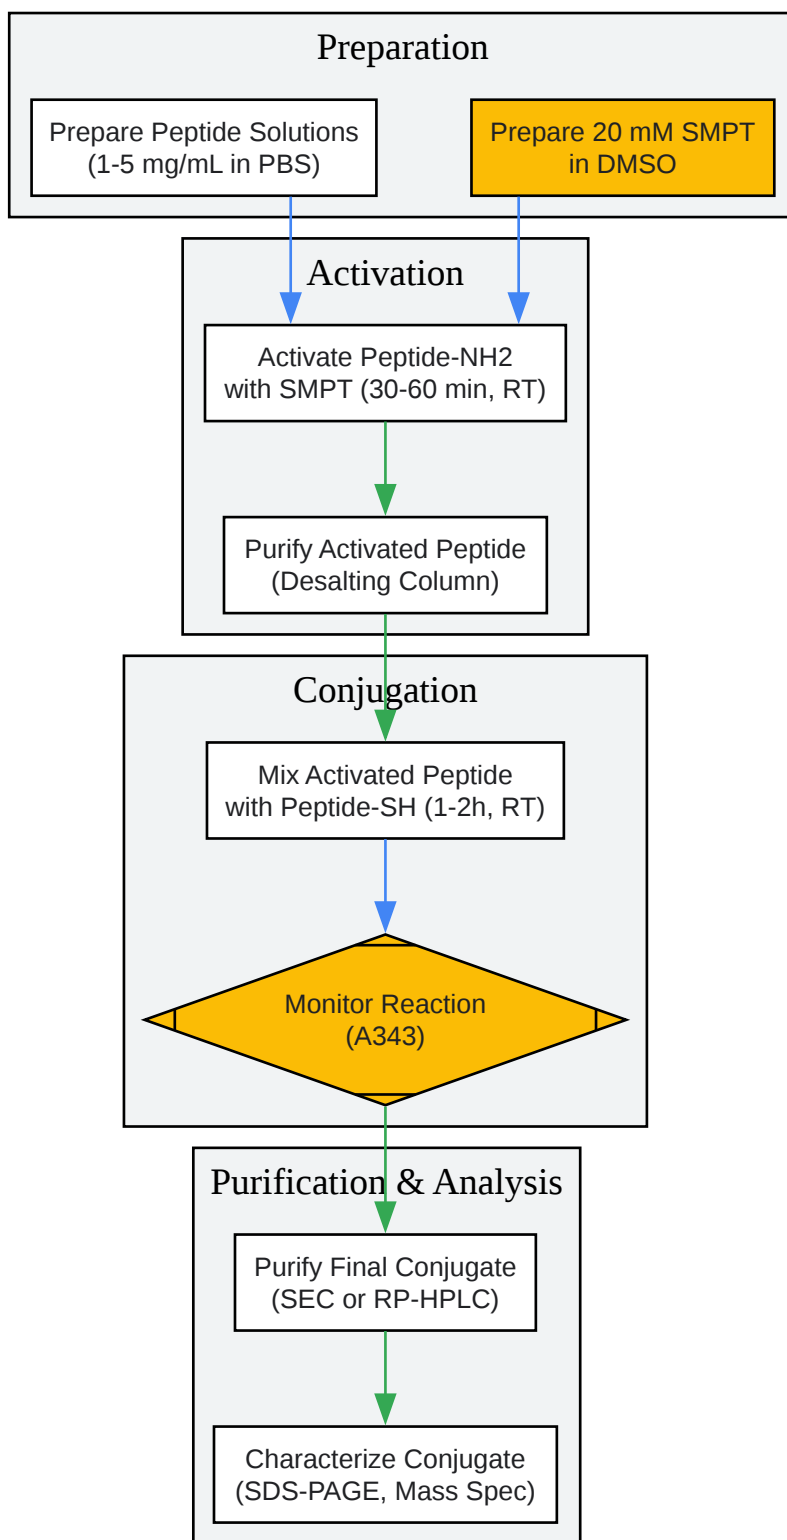 Preparation
Prepare Peptide Solutions
(1-5 mg/mL in PBS)
Prepare 20 mM SMPT
in DMSO
Activation
Activate Peptide-NH2
with SMPT (30-60 min, RT)
Purify Activated Peptide
(Desalting Column)
Conjugation
Mix Activated Peptide
with Peptide-SH (1-2h, RT)
Monitor Reaction
(A343)
Purification & Analysis
Purify Final Conjugate
(SEC or RP-HPLC)
Characterize Conjugate
(SDS-PAGE, Mass Spec)